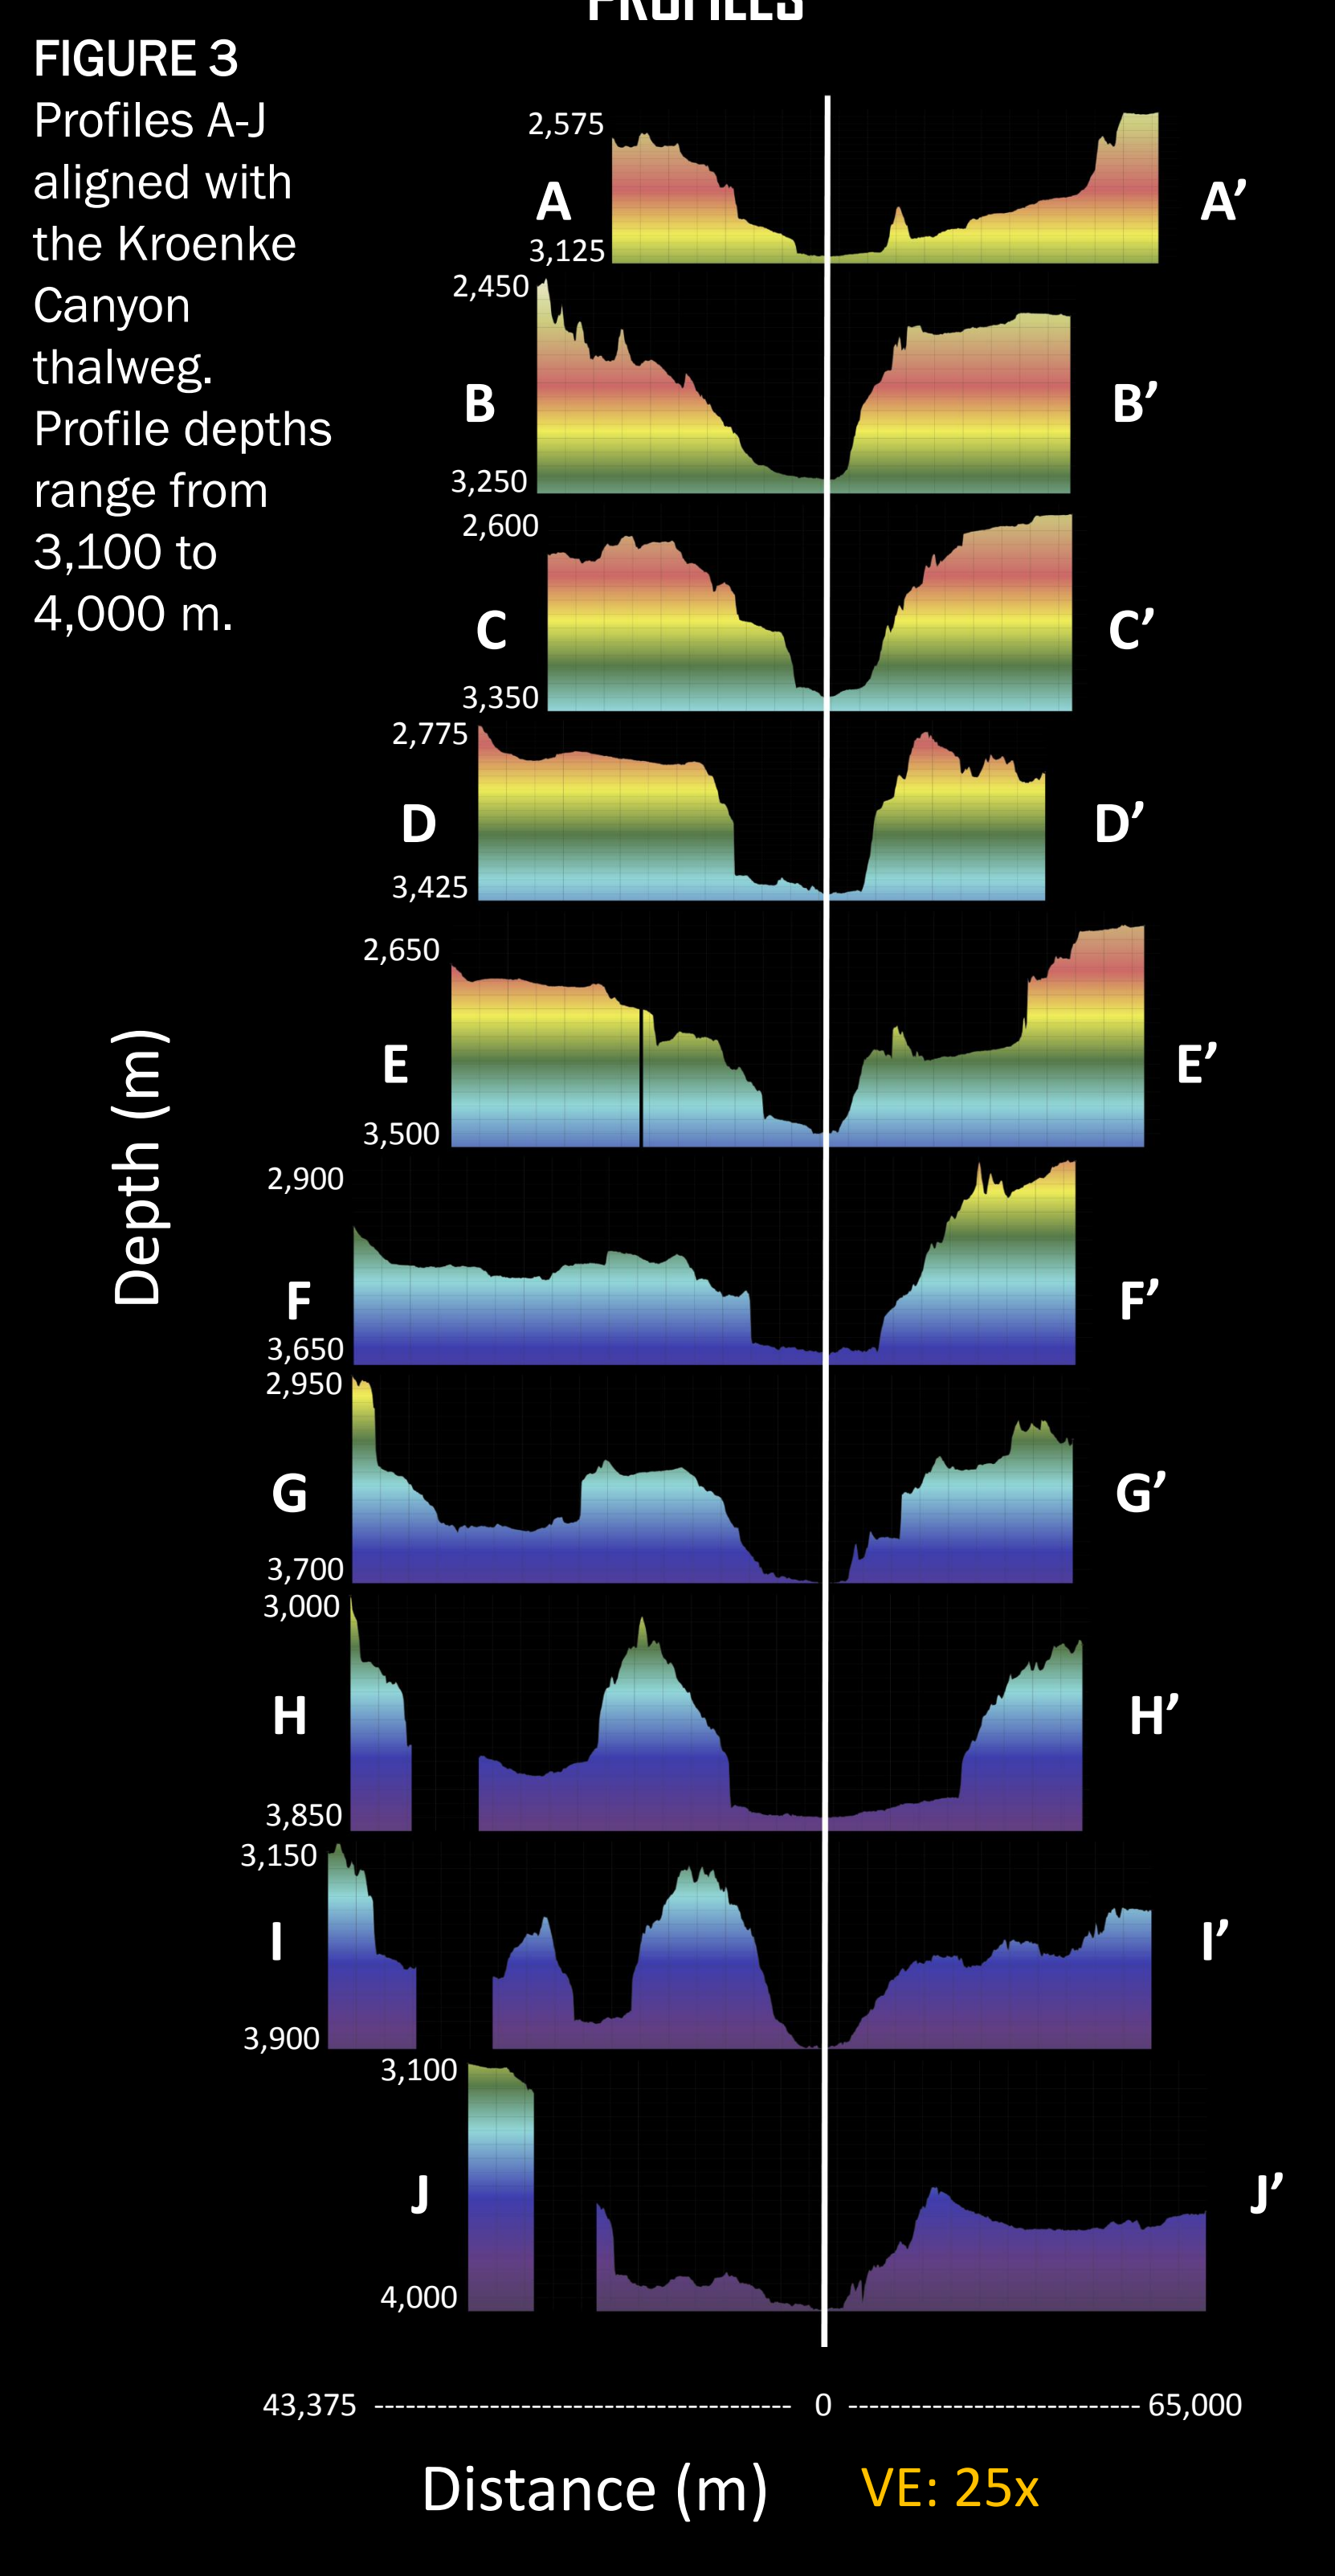 PROFILES
FIGURE 3
Profiles A-J
aligned with
the Kroenke
Canyon
thalweg.
Profile depths
range from
3,100 to
4,000 m.
2,575
A A’
3,125
2,450
B B’
3,250
2,600
C C’
3,350
2,775
D D’
3,425
2,650
E E’
3,500
Depth (m)
2,900
F F’
3,650
2,950
G G’
3,700
3,000
H H’
3,850
3,150
I I’
3,900
3,100
J J’
4,000
43,375 0 65,000
Distance (m) VE: 25x